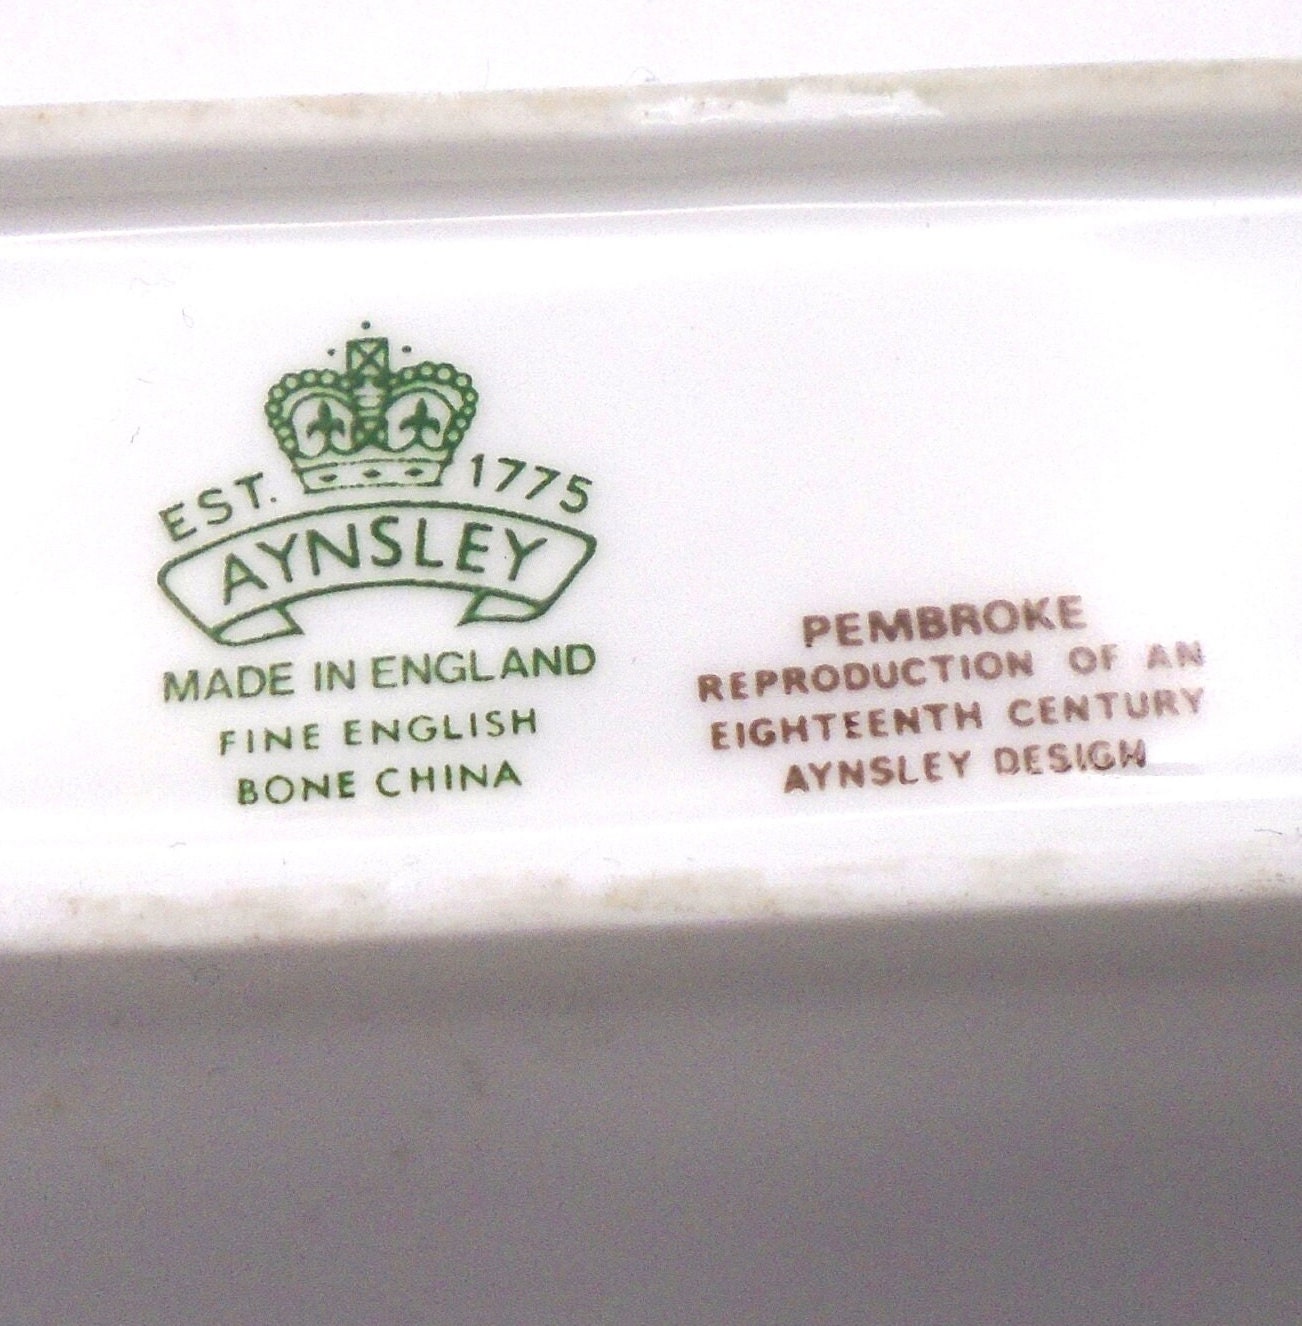 EST. 1775
AYNSLEY
MADE IN ENGLAND
FINE ENGLISH
BONE CHINA
PEMBROKE
REPRODUCTION OF AN
EIGHTEENTH CENTURY
AYNSLEY DESIGN